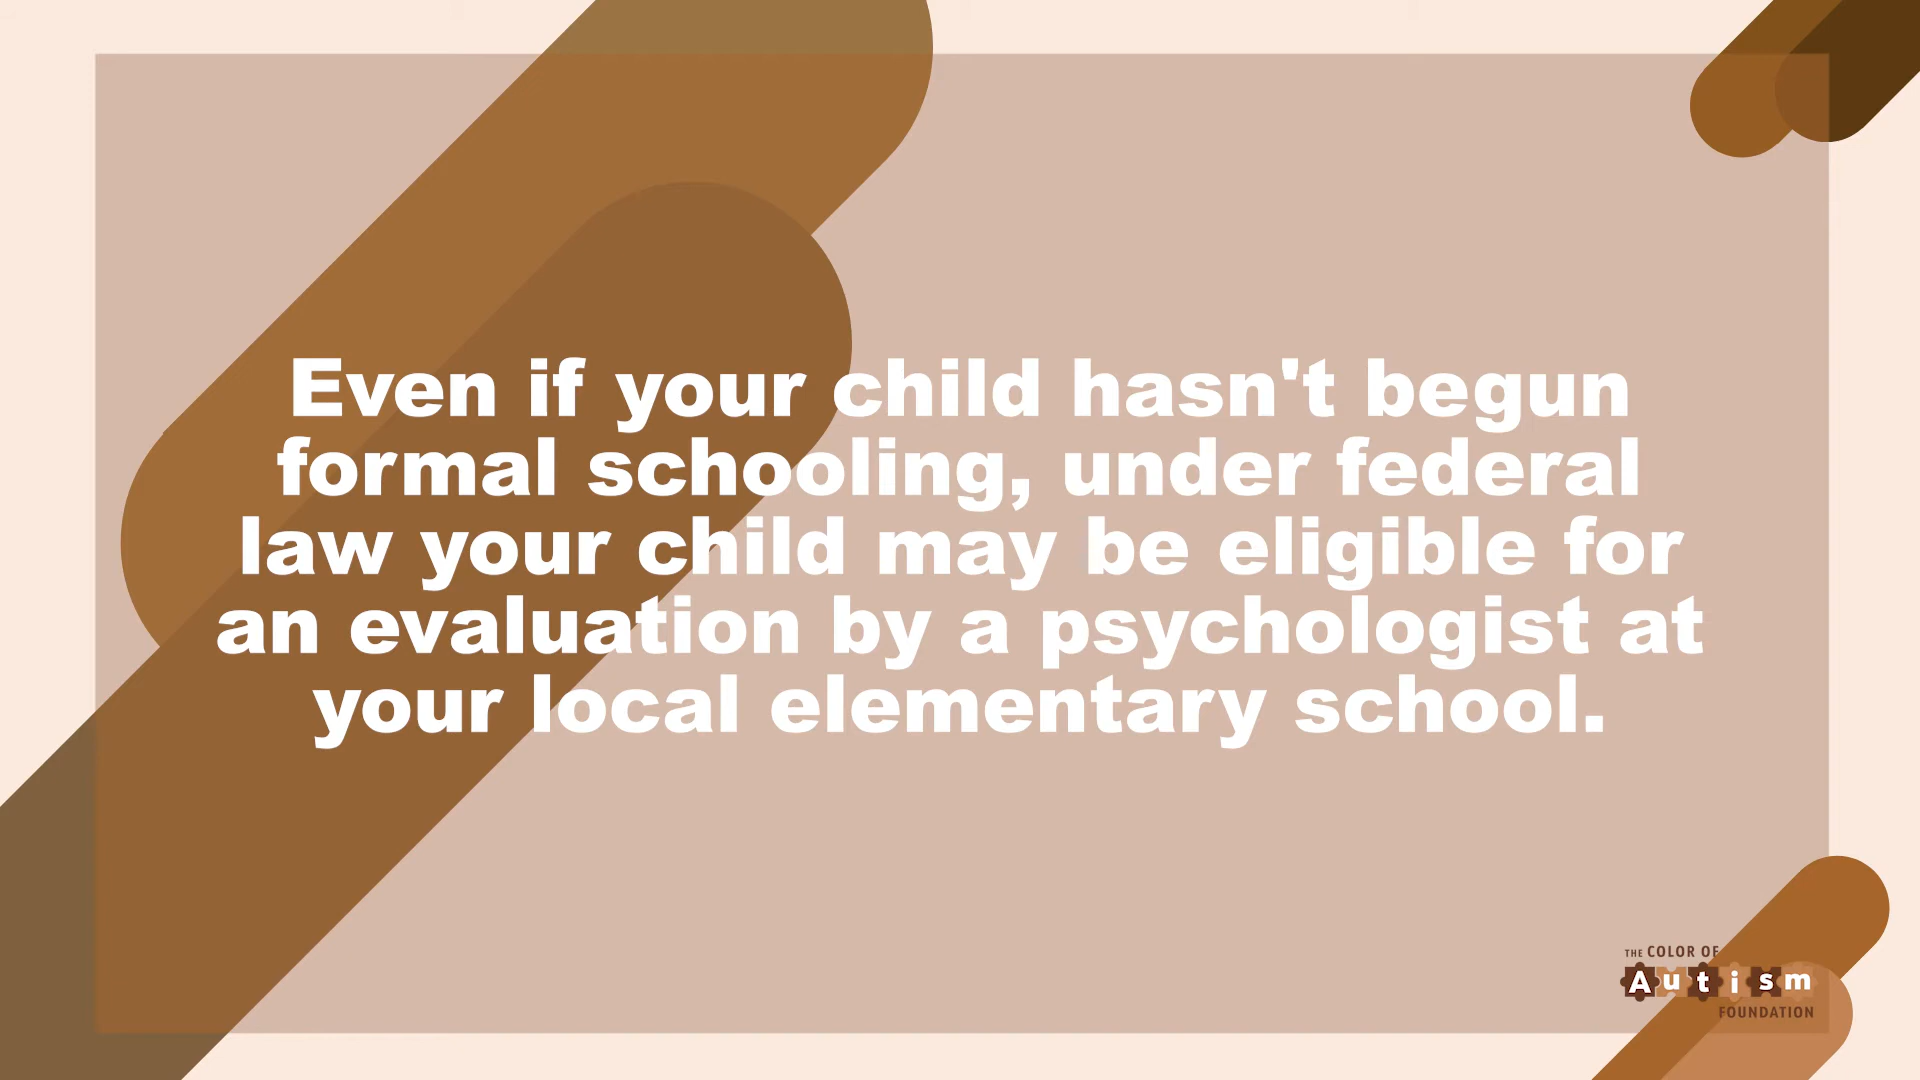 Even if your child hasn't begun
formal schooling, under federal
law your child may be eligible for
an evaluation by a psychologist at
your local elementary school.
THE COLOR OF
Autism
FOUNDATION